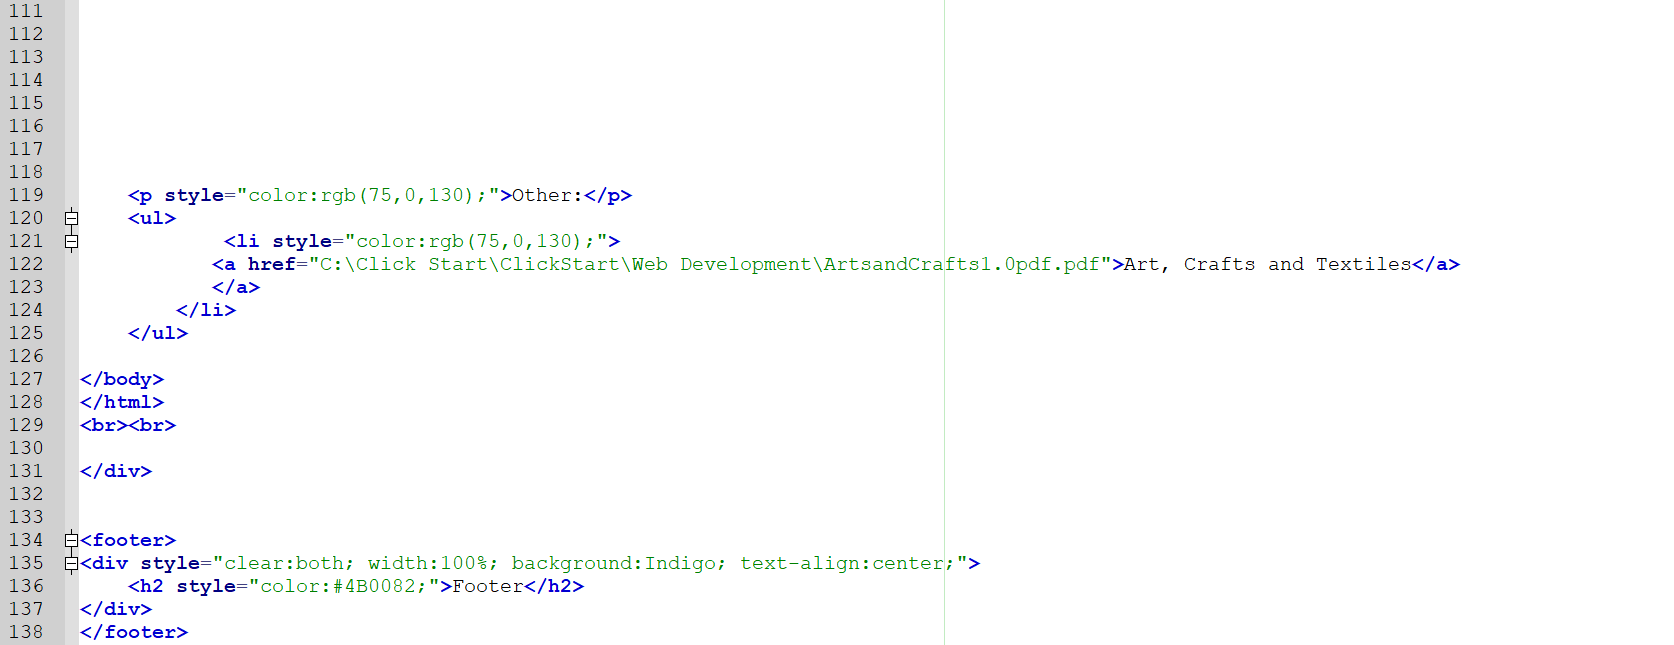 111
112
113
114
115
116
117
118
119 <p style="color:rgb(75,0,130);">Other:</p>
120 <ul>
121 <li style="color:rgb(75,0,130);">
122 <a href="C:\Click Start\ClickStart\Web Development\ArtsandCrafts1.0pdf.pdf">Art, Crafts and Textiles</a>
123 </a>
124 </li>
125 </ul>
126
127 </body>
128 </html>
129 <br><br>
130
131 </div>
132
133
134 <footer>
135 <div style="clear:both; width:100%; background:Indigo; text-align:center;">
136 <h2 style="color:#4B0082;">Footer</h2>
137 </div>
138 </footer>